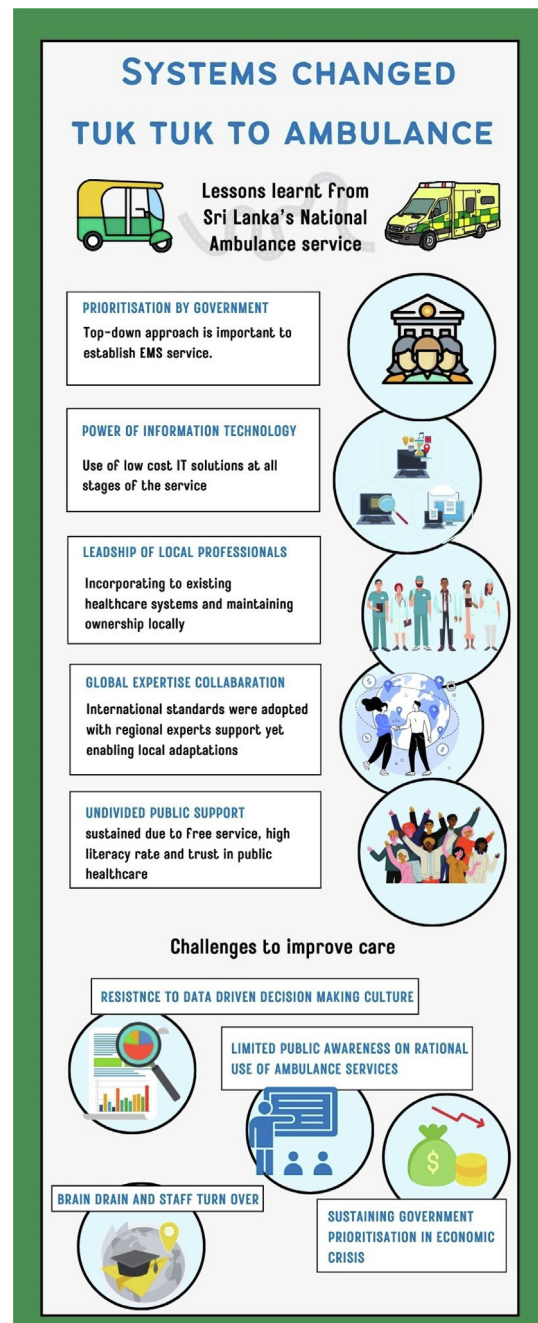 SYSTEMS CHANGED
TUK TUK TO AMBULANCE
Lessons learnt from
Sri Lanka's National
Ambulance service
PRIORITISATION BY GOVERNMENT
Top-down approach is important to
establish EMS service.
POWER OF INFORMATION TECHNOLOGY
Use of low cost IT solutions at all
stages of the service
LEADSHIP OF LOCAL PROFESSIONALS
Incorporating to existing
healthcare systems and maintaining
ownership locally
GLOBAL EXPERTISE COLLABARATION
International standards were adopted
with regional experts support yet
enabling local adaptations
UNDIVIDED PUBLIC SUPPORT
sustained due to free service, high
literacy rate and trust in public
healthcare
Challenges to improve care
RESISTNCE TO DATA DRIVEN DECISION MAKING CULTURE
LIMITED PUBLIC AWARENESS ON RATIONAL
USE OF AMBULANCE SERVICES
BRAIN DRAIN AND STAFF TURN OVER
SUSTAINING GOVERNMENT
PRIORITISATION IN ECONOMIC
CRISIS